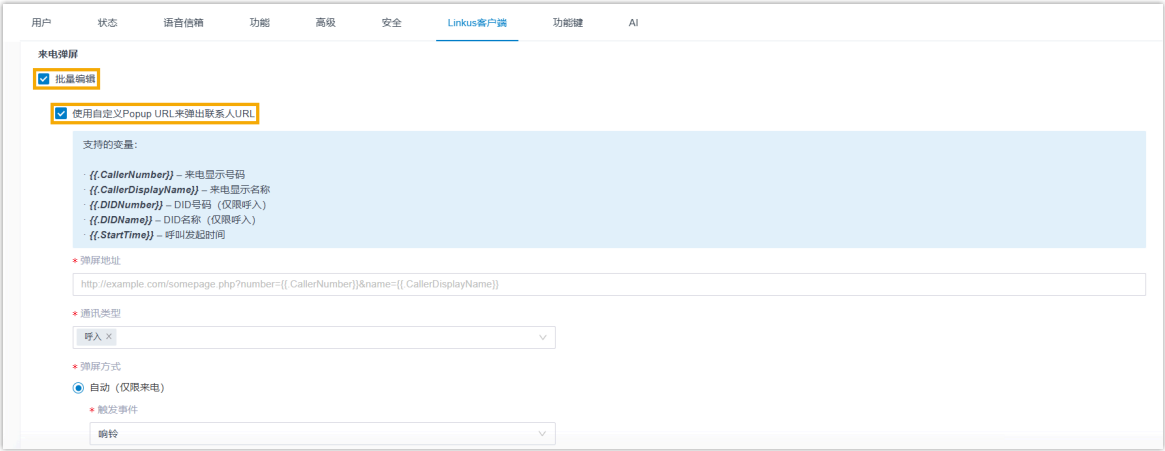 用户 状态 语音信箱 功能 高级 安全 Linkus客户端 功能键 AI
来电弹屏
批量编辑
使用自定义Popup URL来弹出联系人URL
支持的变量：
· {{.CallerNumber}} – 来电显示号码
· {{.CallerDisplayName}} – 来电显示名称
· {{.DIDNumber}} – DID号码（仅限呼入）
· {{.DIDName}} – DID名称（仅限呼入）
· {{.StartTime}} – 呼叫发起时间
* 弹屏地址
http://example.com/somepage.php?number={{.CallerNumber}}&name={{.CallerDisplayName}}
* 通讯类型
呼入 ×
* 弹屏方式
自动（仅限来电）
* 触发事件
响铃